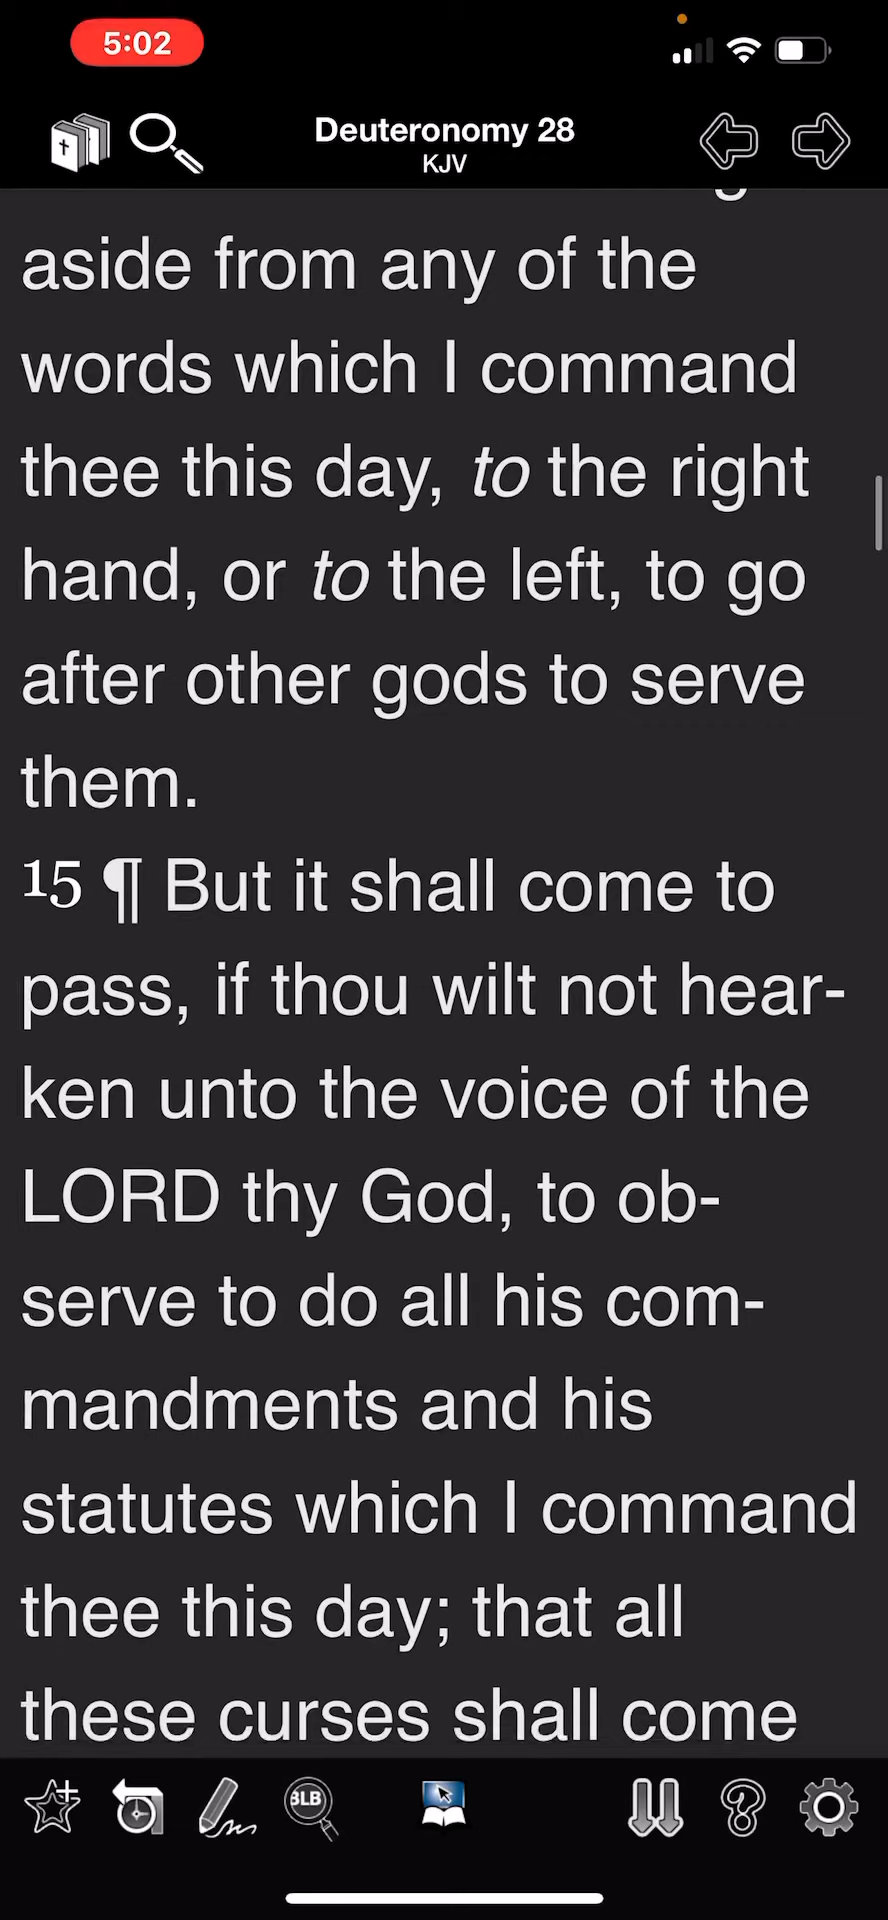 5:02
Deuteronomy 28
KJV
aside from any of the
words which I command
thee this day, to the right
hand, or to the left, to go
after other gods to serve
them.
15 ¶ But it shall come to
pass, if thou wilt not hear-
ken unto the voice of the
LORD thy God, to ob-
serve to do all his com-
mandments and his
statutes which I command
thee this day; that all
these curses shall come
BLB